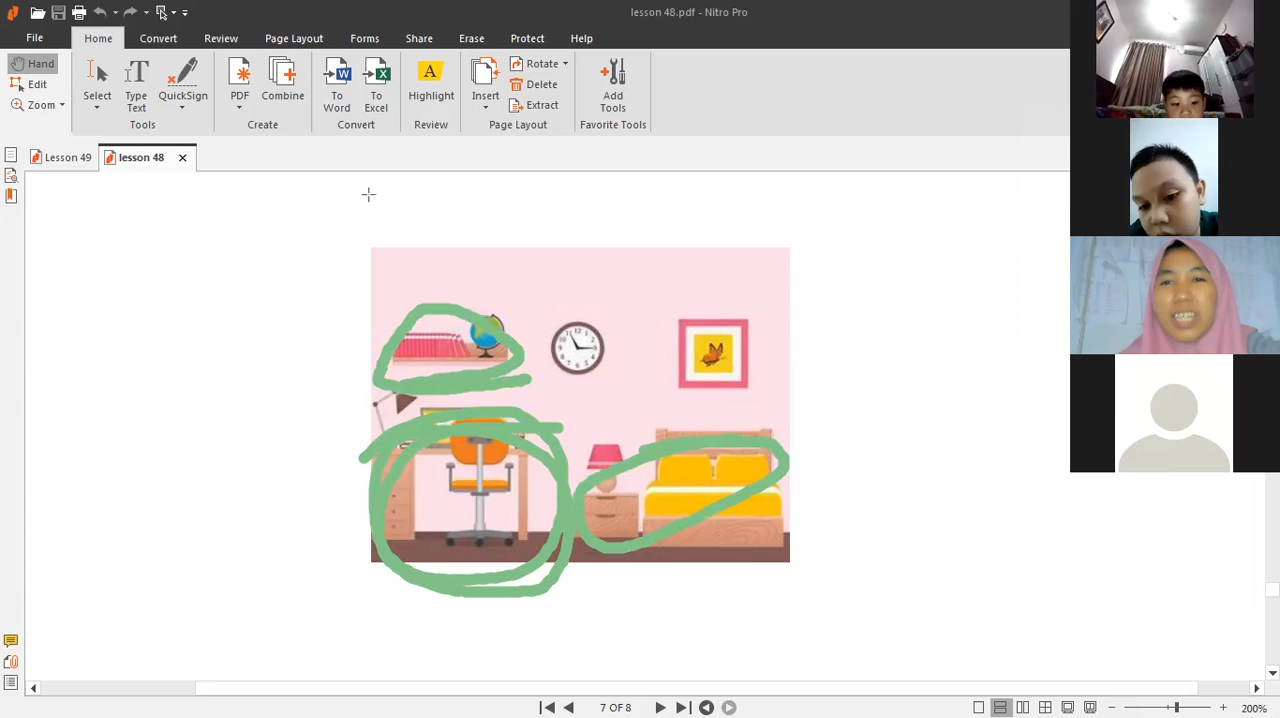 lesson 48.pdf - Nitro Pro
File
Home
Convert
Review
Page Layout
Forms
Share
Erase
Protect
Help
Hand
Edit
Zoom
Select
Type
Text
QuickSign
Tools
PDF
Combine
Create
To
Word
To
Excel
Convert
Highlight
Review
Insert
Rotate
Delete
Extract
Page Layout
Add
Tools
Favorite Tools
Lesson 49
lesson 48
7 OF 8
200%